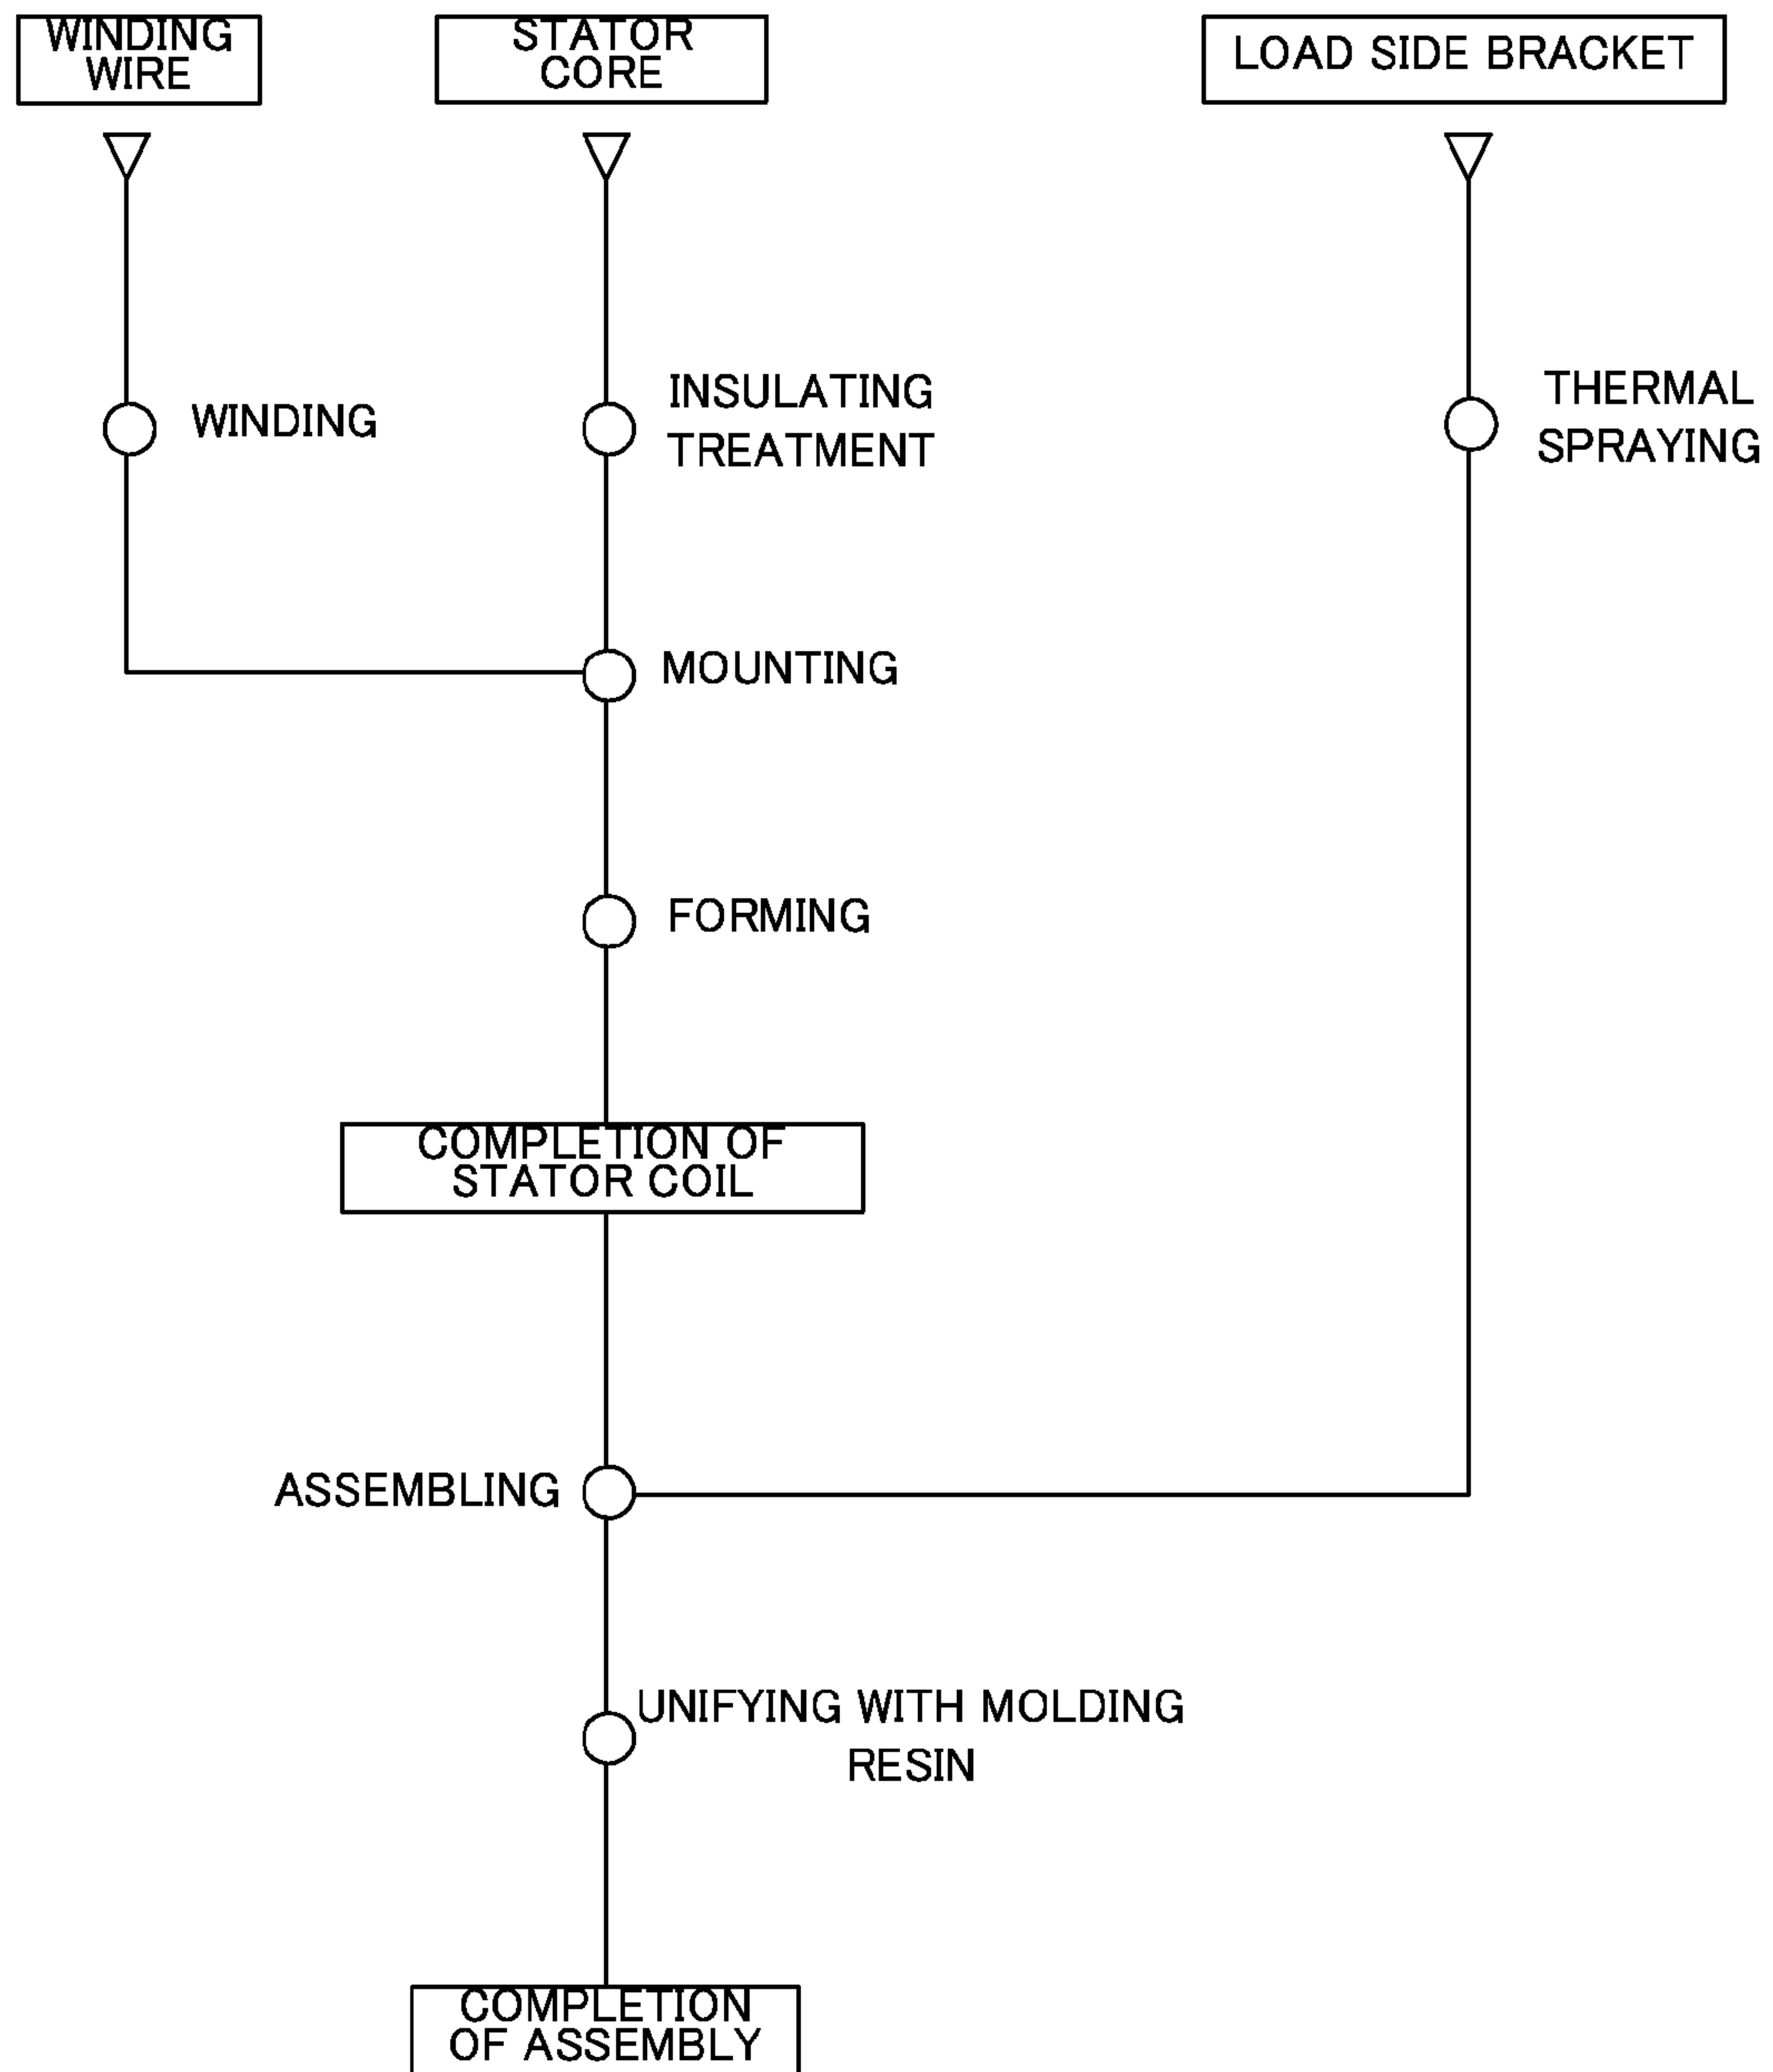 WINDING
WIRE
STATOR
CORE
LOAD SIDE BRACKET
WINDING
INSULATING
TREATMENT
THERMAL
SPRAYING
MOUNTING
FORMING
COMPLETION OF
STATOR COIL
ASSEMBLING
UNIFYING WITH MOLDING
RESIN
COMPLETION
OF ASSEMBLY